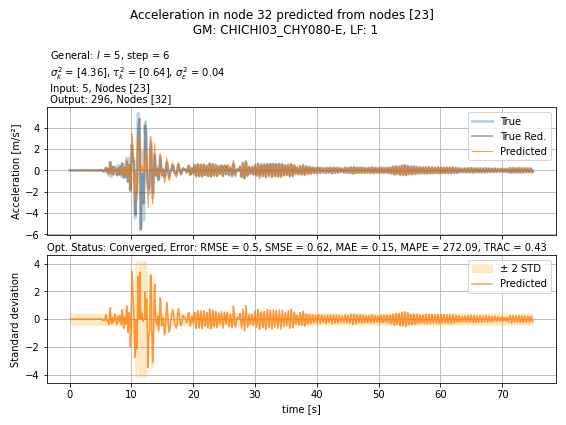 Acceleration in node 32 predicted from nodes [23]
GM: CHICHI03_CHY080-E, LF: 1
General: l = 5, step = 6
σ²ₖ = [4.36], τ²ₖ = [0.64], σ²ε = 0.04
Input: 5, Nodes [23]
Output: 296, Nodes [32]
Acceleration [m/s²]
4
2
0
−2
−4
−6
True
True Red.
Predicted
Opt. Status: Converged, Error: RMSE = 0.5, SMSE = 0.62, MAE = 0.15, MAPE = 272.09, TRAC = 0.43
Standard deviation
4
2
0
−2
−4
± 2 STD
Predicted
0 10 20 30 40 50 60 70
time [s]